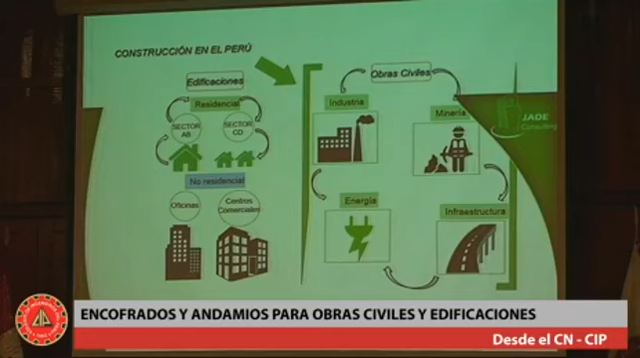 CONSTRUCCIÓN EN EL PERÚ
Edificaciones
Residencial
SECTOR
AB
SECTOR
CD
No residencial
Oficinas
Centros
Comerciales
Obras Civiles
Industria
Minería
Energía
Infraestructura
JADE
Consulting
ENCOFRADOS Y ANDAMIOS PARA OBRAS CIVILES Y EDIFICACIONES
Desde el CN - CIP